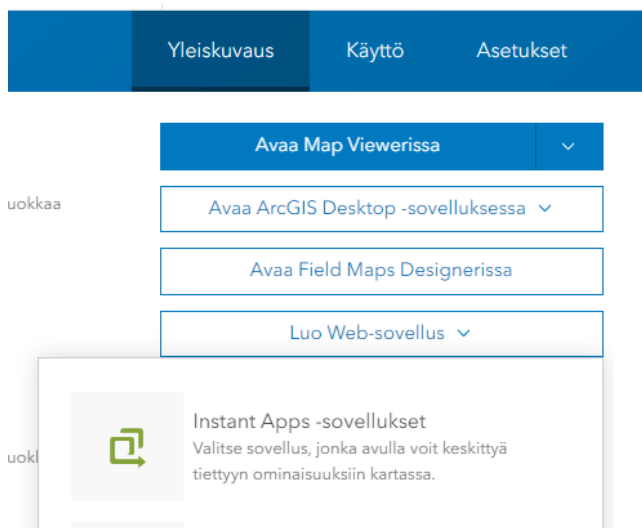 Yleiskuvaus Käyttö Asetukset
Avaa Map Viewerissa
uokkaa
Avaa ArcGIS Desktop -sovelluksessa
Avaa Field Maps Designerissa
Luo Web-sovellus
Instant Apps -sovellukset
Valitse sovellus, jonka avulla voit keskittyä
uokl
tiettyyn ominaisuuksiin kartassa.